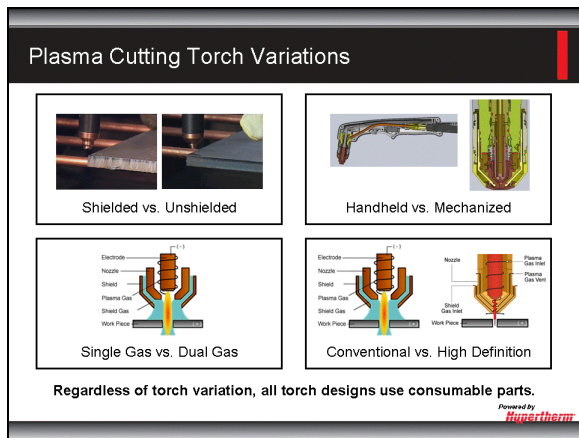 Plasma Cutting Torch Variations
Shielded vs. Unshielded
Handheld vs. Mechanized
(-)
Electrode
Nozzle
Shield
Plasma Gas
Shield Gas
Work Piece
(+)
Single Gas vs. Dual Gas
(-)
Electrode
Nozzle
Shield
Plasma Gas
Shield Gas
Work Piece
(+)
Nozzle
Plasma
Gas Inlet
Plasma
Gas Vent
Shield
Gas Inlet
Work Piece
(+)
Conventional vs. High Definition
Regardless of torch variation, all torch designs use consumable parts.
Powered by
Hypertherm